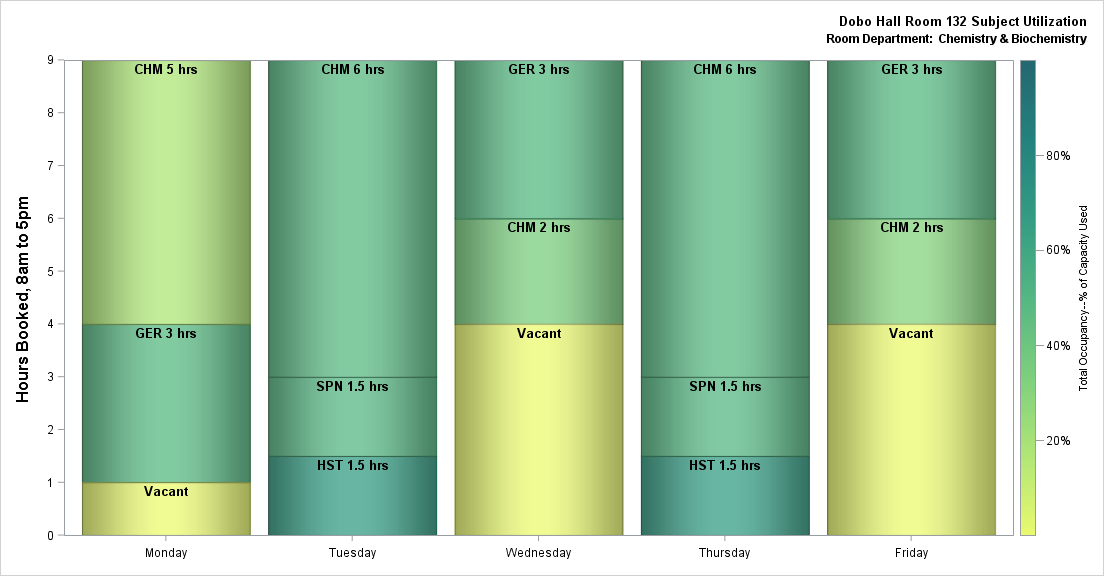 Dobo Hall Room 132 Subject Utilization
Room Department: Chemistry & Biochemistry
Hours Booked, 8am to 5pm
9
8
7
6
5
4
3
2
1
0
CHM 5 hrs
GER 3 hrs
Vacant
CHM 6 hrs
SPN 1.5 hrs
HST 1.5 hrs
GER 3 hrs
CHM 2 hrs
Vacant
CHM 6 hrs
SPN 1.5 hrs
HST 1.5 hrs
GER 3 hrs
CHM 2 hrs
Vacant
Monday
Tuesday
Wednesday
Thursday
Friday
80%
60%
40%
20%
Total Occupancy--% of Capacity Used